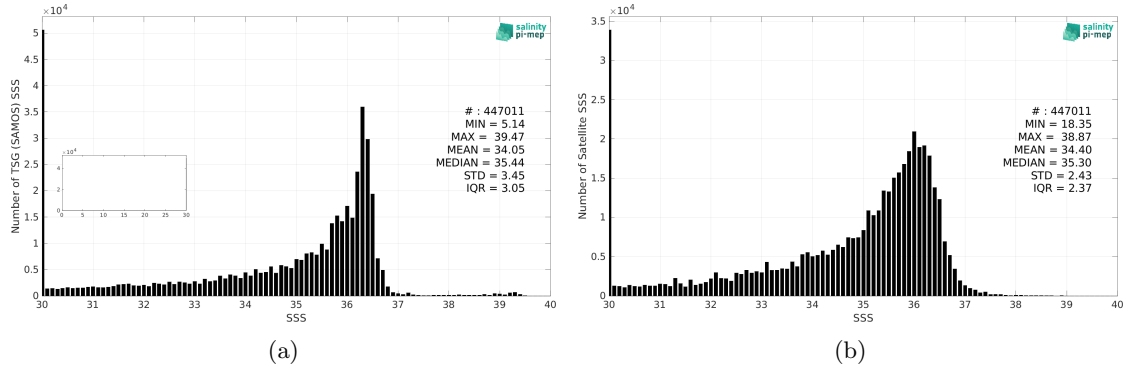 ×10⁴
5
4.5
4
3.5
3
2.5
2
1.5
1
0.5
0
Number of TSG (SAMOS) SSS
salinity
pi-mep
# : 447011
MIN = 5.14
MAX = 39.47
MEAN = 34.05
MEDIAN = 35.44
STD = 3.45
IQR = 3.05
×10⁴
4
2
0
0 5 10 15 20 25 30
30 31 32 33 34 35 36 37 38 39 40
SSS
(a)
×10⁴
3.5
3
2.5
2
1.5
1
0.5
0
Number of Satellite SSS
salinity
pi-mep
# : 447011
MIN = 18.35
MAX = 38.87
MEAN = 34.40
MEDIAN = 35.30
STD = 2.43
IQR = 2.37
30 31 32 33 34 35 36 37 38 39 40
SSS
(b)